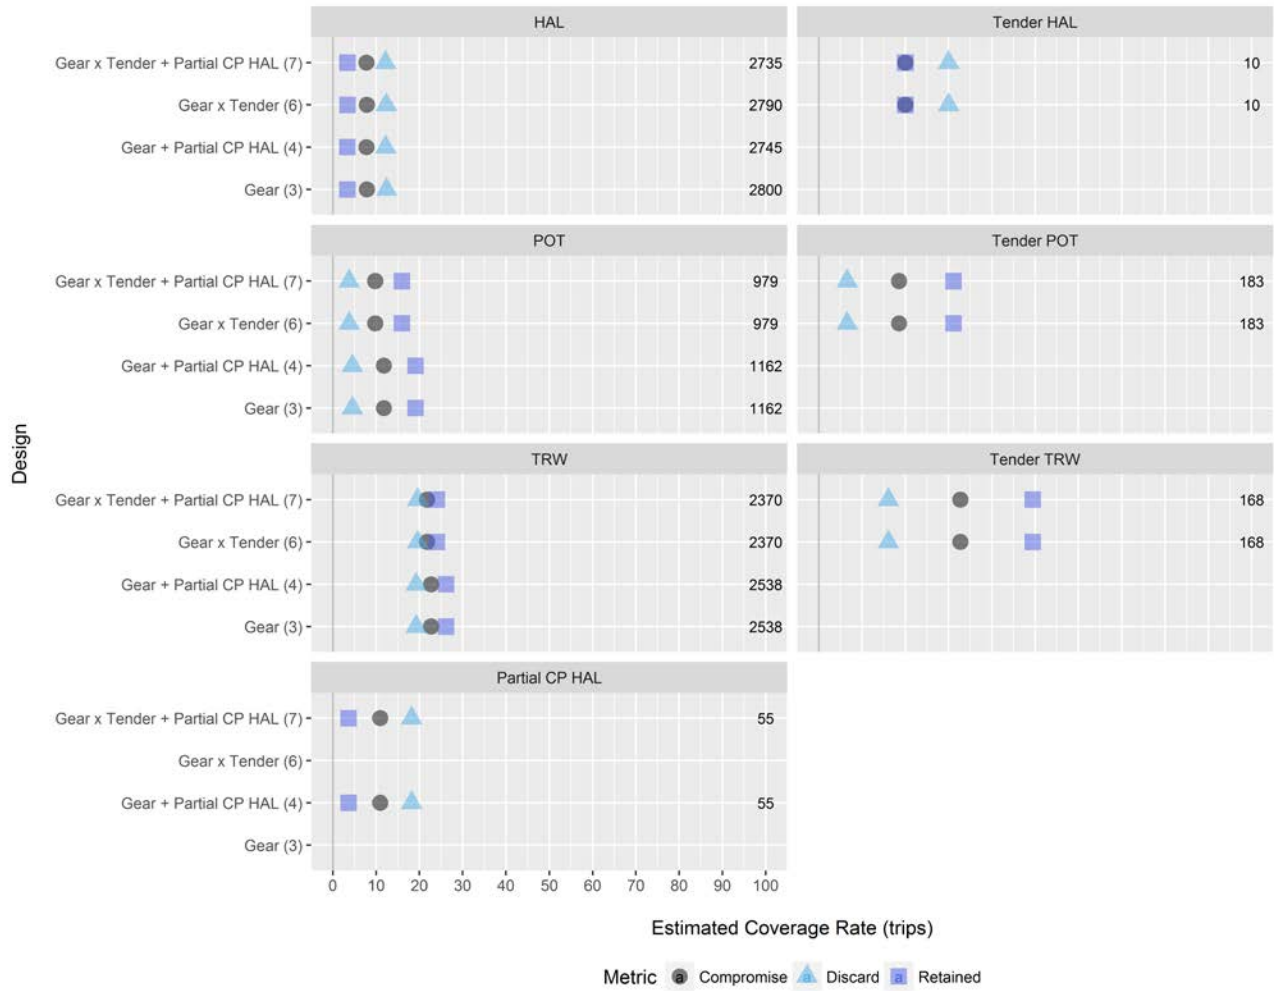 HAL
Tender HAL
Gear x Tender + Partial CP HAL (7)
2735
10
Gear x Tender (6)
2790
10
Gear + Partial CP HAL (4)
2745
Gear (3)
2800
POT
Tender POT
Gear x Tender + Partial CP HAL (7)
979
183
Gear x Tender (6)
979
183
Gear + Partial CP HAL (4)
1162
Gear (3)
1162
TRW
Tender TRW
Gear x Tender + Partial CP HAL (7)
2370
168
Gear x Tender (6)
2370
168
Gear + Partial CP HAL (4)
2538
Gear (3)
2538
Partial CP HAL
Gear x Tender + Partial CP HAL (7)
55
Gear x Tender (6)
Gear + Partial CP HAL (4)
55
Gear (3)
0 10 20 30 40 50 60 70 80 90 100
Design
Estimated Coverage Rate (trips)
Metric a Compromise a Discard a Retained